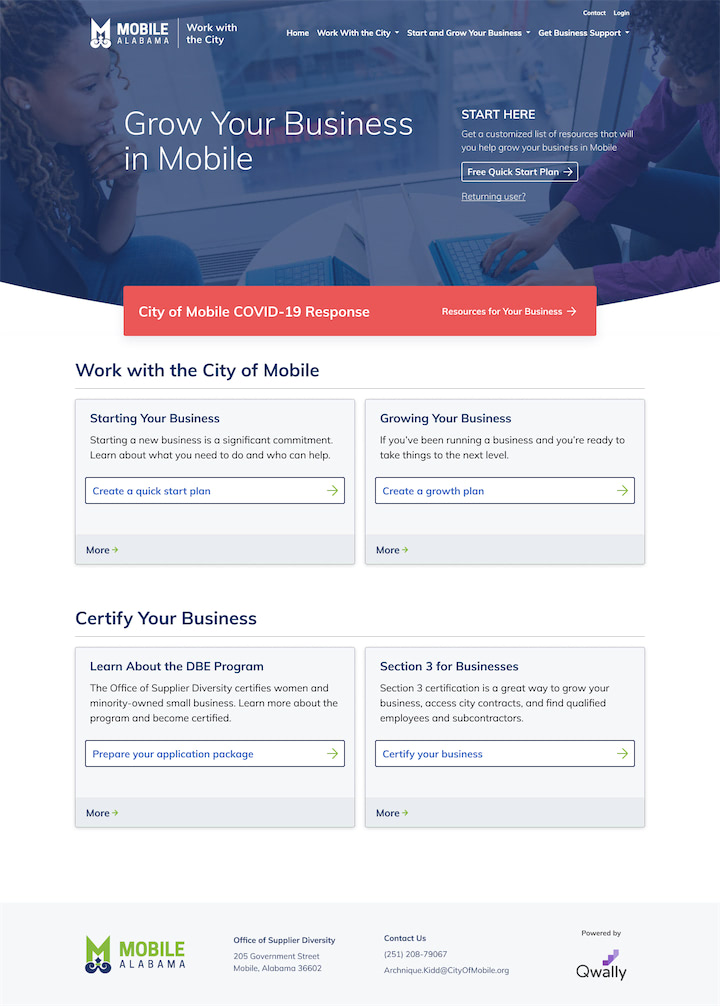 Contact Login
MOBILE
ALABAMA
Work with
the City
Home Work With the City Start and Grow Your Business Get Business Support
Grow Your Business
in Mobile
START HERE
Get a customized list of resources that will
you help grow your business in Mobile
Free Quick Start Plan
Returning user?
City of Mobile COVID-19 Response
Resources for Your Business
Work with the City of Mobile
Starting Your Business
Starting a new business is a significant commitment.
Learn about what you need to do and who can help.
Create a quick start plan
More
Growing Your Business
If you've been running a business and you're ready to
take things to the next level.
Create a growth plan
More
Certify Your Business
Learn About the DBE Program
The Office of Supplier Diversity certifies women and
minority-owned small business. Learn more about the
program and become certified.
Prepare your application package
More
Section 3 for Businesses
Section 3 certification is a great way to grow your
business, access city contracts, and find qualified
employees and subcontractors.
Certify your business
More
MOBILE
ALABAMA
Office of Supplier Diversity
205 Government Street
Mobile, Alabama 36602
Contact Us
(251) 208-79067
Archnique.Kidd@CityOfMobile.org
Powered by
Qwally